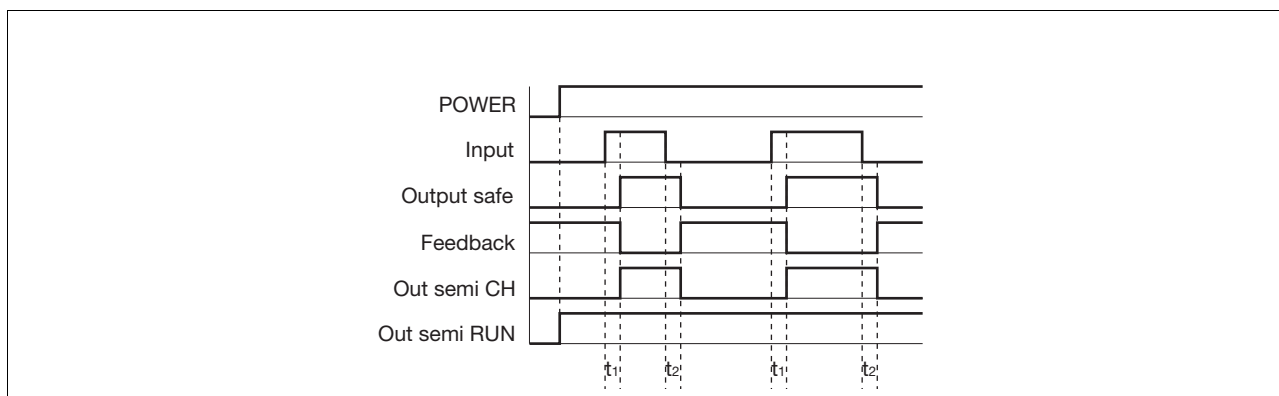 POWER
Input
Output safe
Feedback
Out semi CH
Out semi RUN
t1 t2 t1 t2